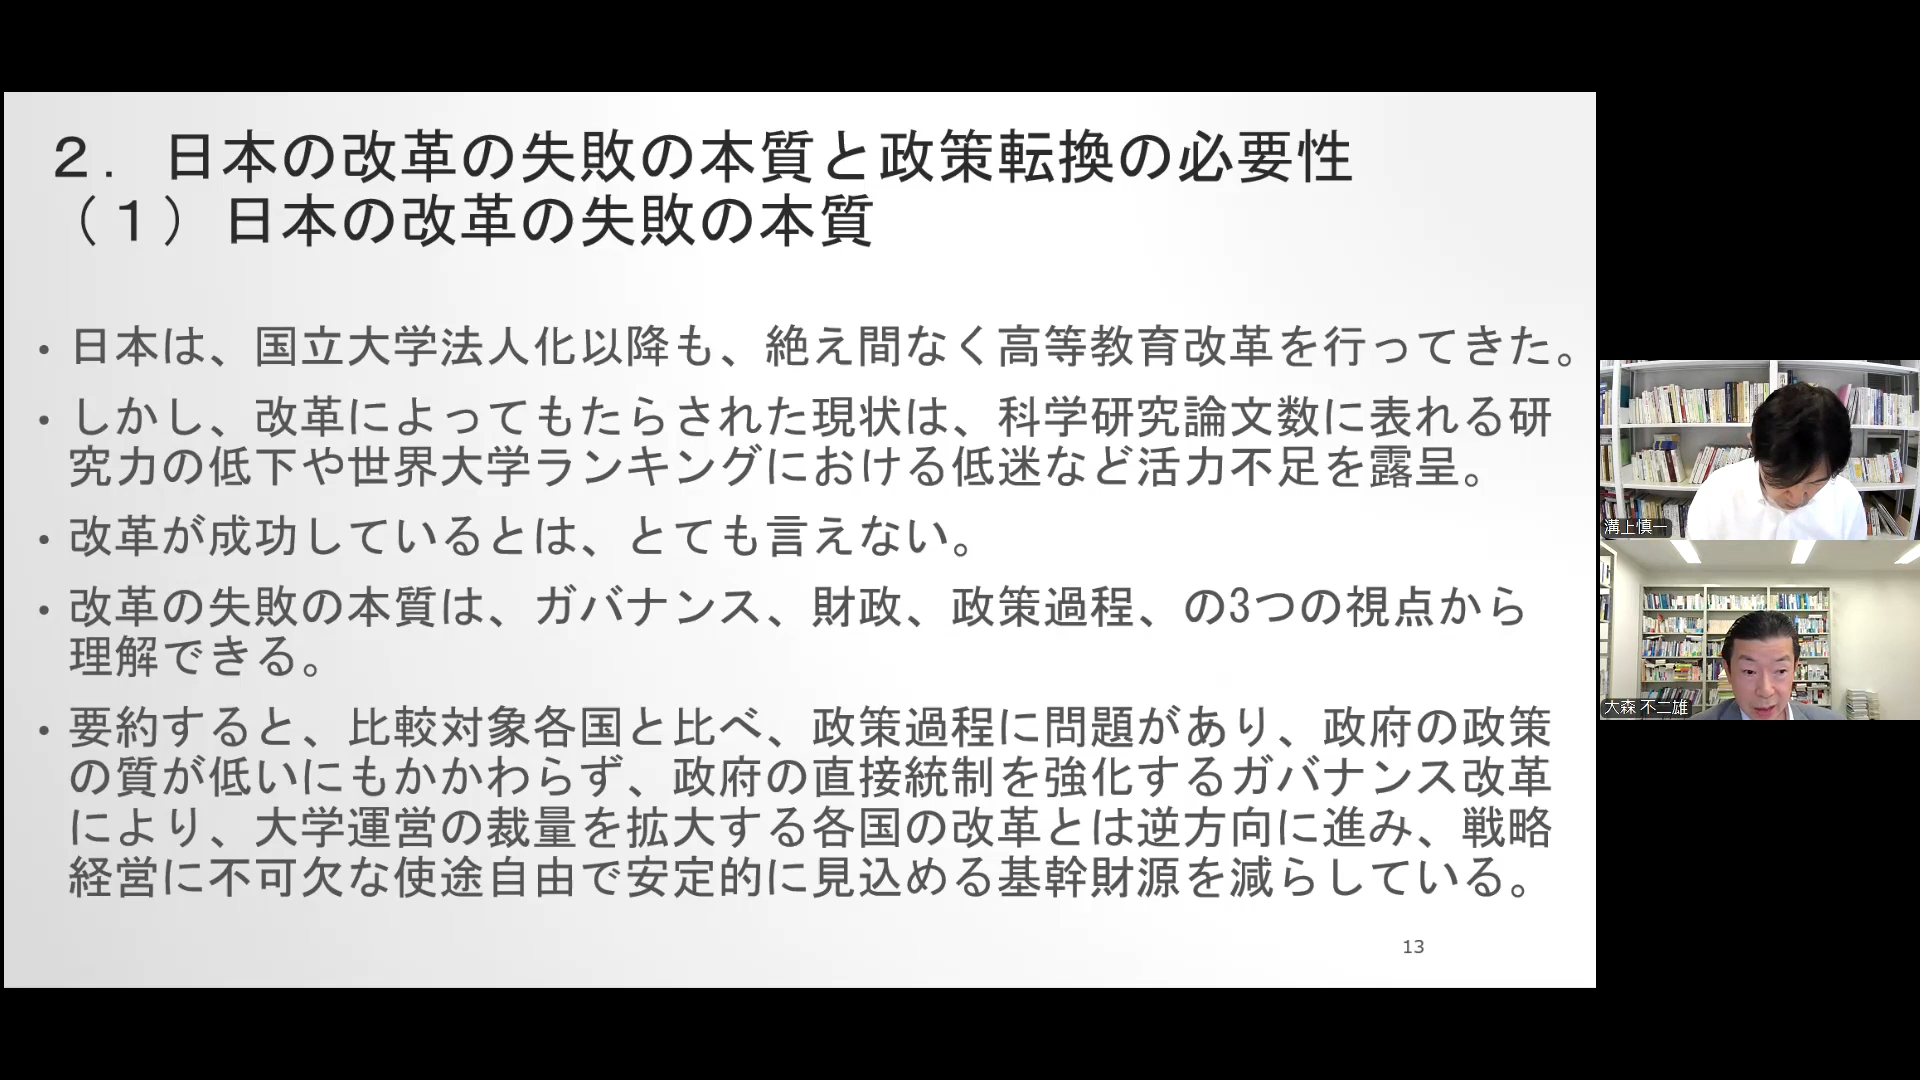 ２．日本の改革の失敗の本質と政策転換の必要性
（１）日本の改革の失敗の本質
• 日本は、国立大学法人化以降も、絶え間なく高等教育改革を行ってきた。
• しかし、改革によってもたらされた現状は、科学研究論文数に表れる研
究力の低下や世界大学ランキングにおける低迷など活力不足を露呈。
• 改革が成功しているとは、とても言えない。
• 改革の失敗の本質は、ガバナンス、財政、政策過程、の3つの視点から
理解できる。
• 要約すると、比較対象各国と比べ、政策過程に問題があり、政府の政策
の質が低いにもかかわらず、政府の直接統制を強化するガバナンス改革
により、大学運営の裁量を拡大する各国の改革とは逆方向に進み、戦略
経営に不可欠な使途自由で安定的に見込める基幹財源を減らしている。
13
溝上慎一
大森 不二雄